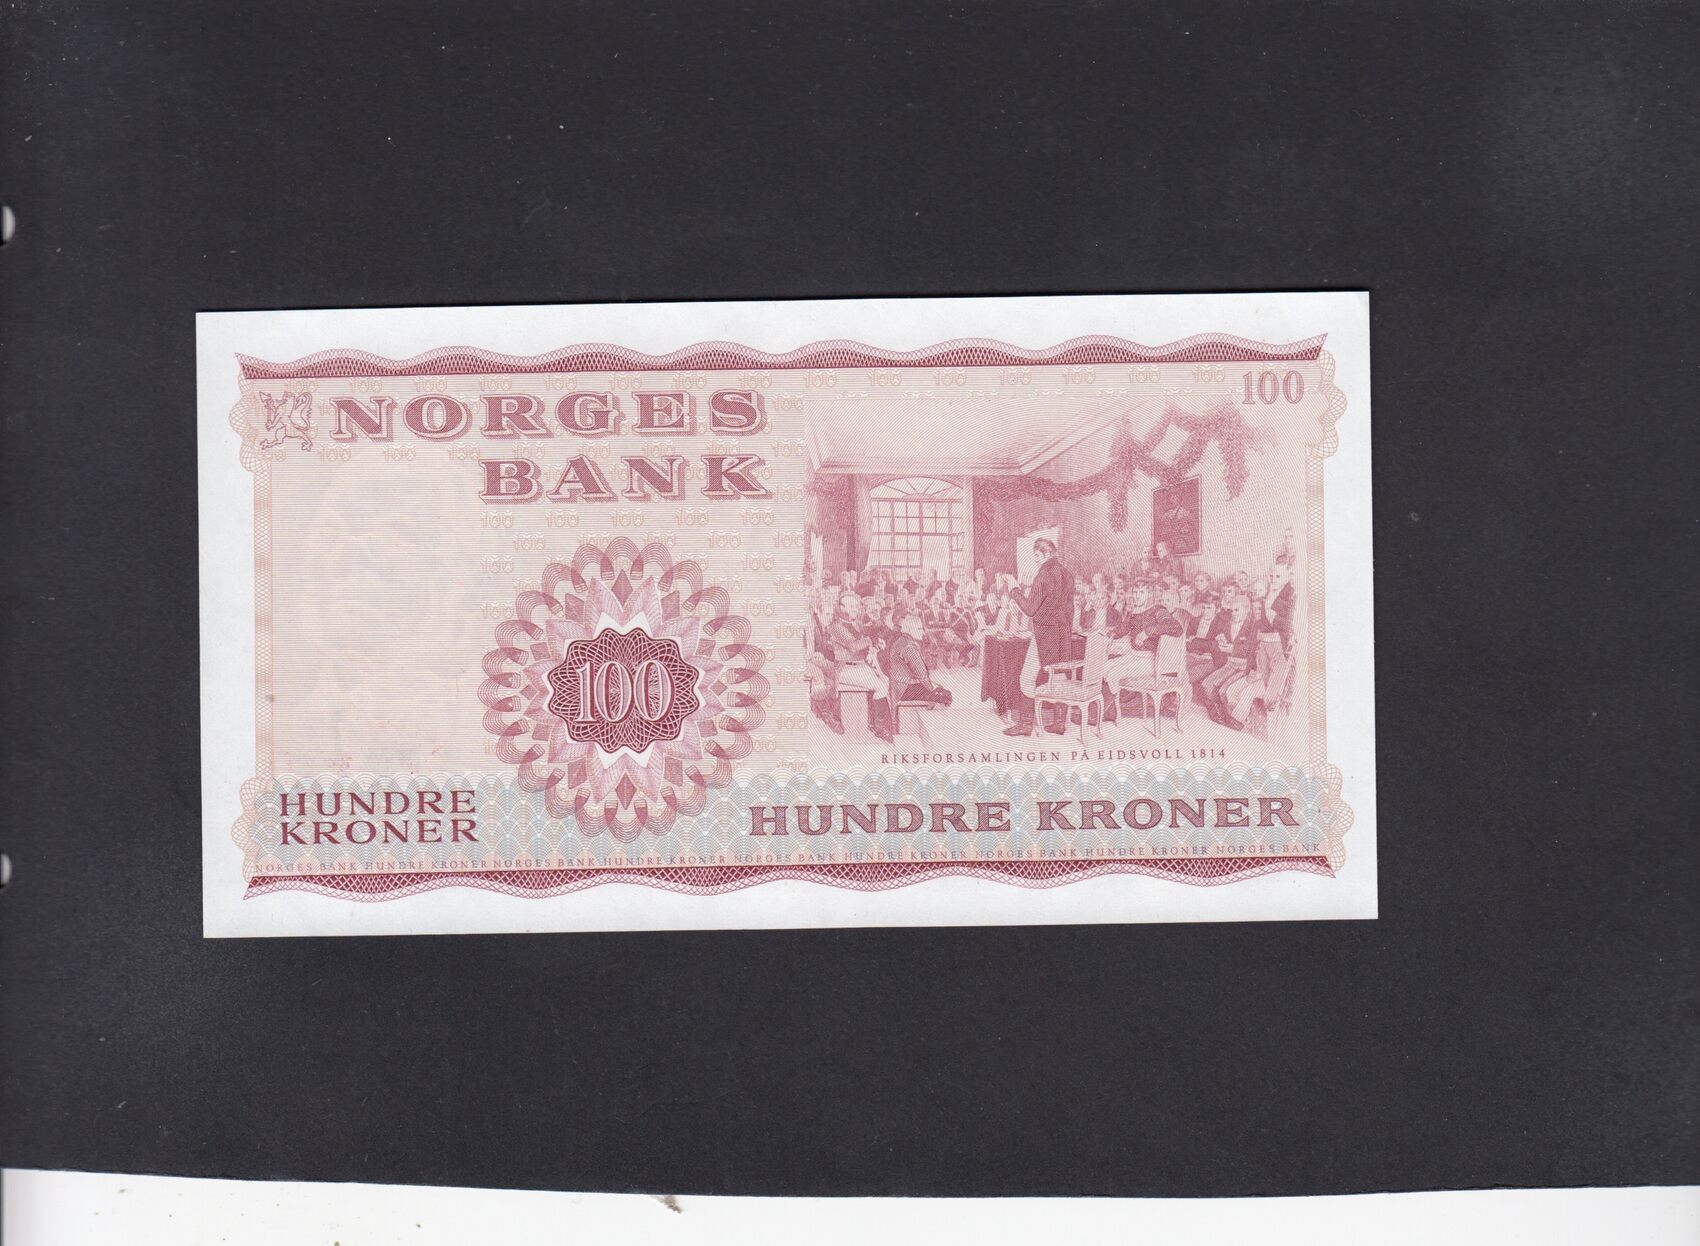 NORGES
BANK
100
100
RIKSFORSAMLINGEN PÅ EIDSVOLL 1814
HUNDRE
KRONER
HUNDRE KRONER
NORGES BANK HUNDRE KRONER NORGES BANK HUNDRE KRONER NORGES BANK HUNDRE KRONER NORGES BANK HUNDRE KRONER NORGES BANK